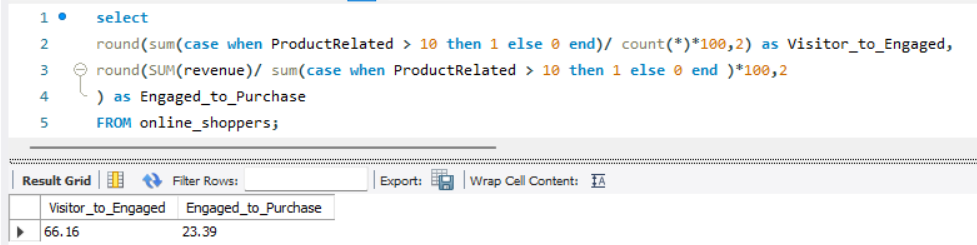 1 select
2 round(sum(case when ProductRelated > 10 then 1 else 0 end)/ count(*)*100,2) as Visitor_to_Engaged,
3 round(SUM(revenue)/ sum(case when ProductRelated > 10 then 1 else 0 end )*100,2
4 ) as Engaged_to_Purchase
5 FROM online_shoppers;
Result Grid Filter Rows: Export: Wrap Cell Content: IA
Visitor_to_Engaged Engaged_to_Purchase
66.16 23.39